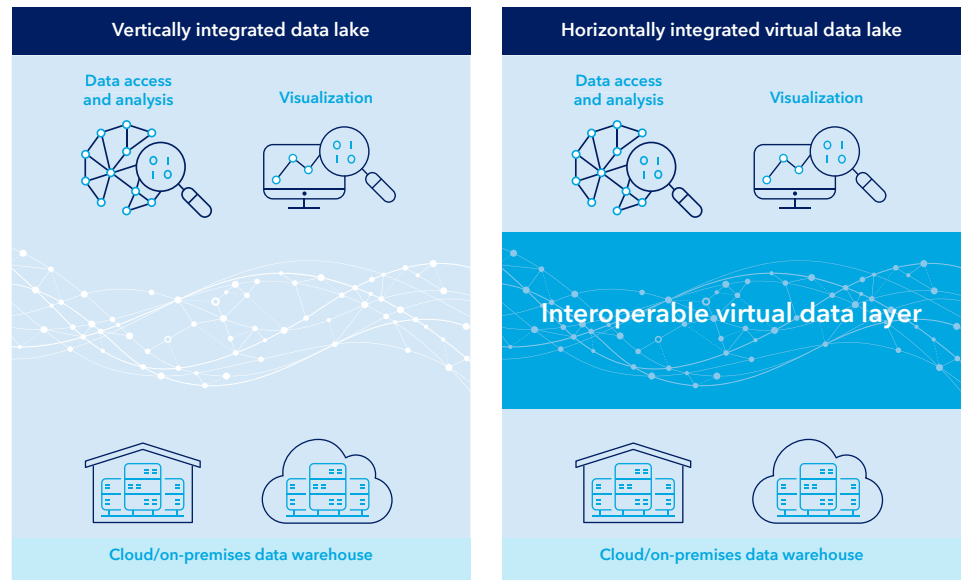 Vertically integrated data lake
Data access
and analysis
Visualization
Cloud/on-premises data warehouse
Horizontally integrated virtual data lake
Data access
and analysis
Visualization
Interoperable virtual data layer
Cloud/on-premises data warehouse